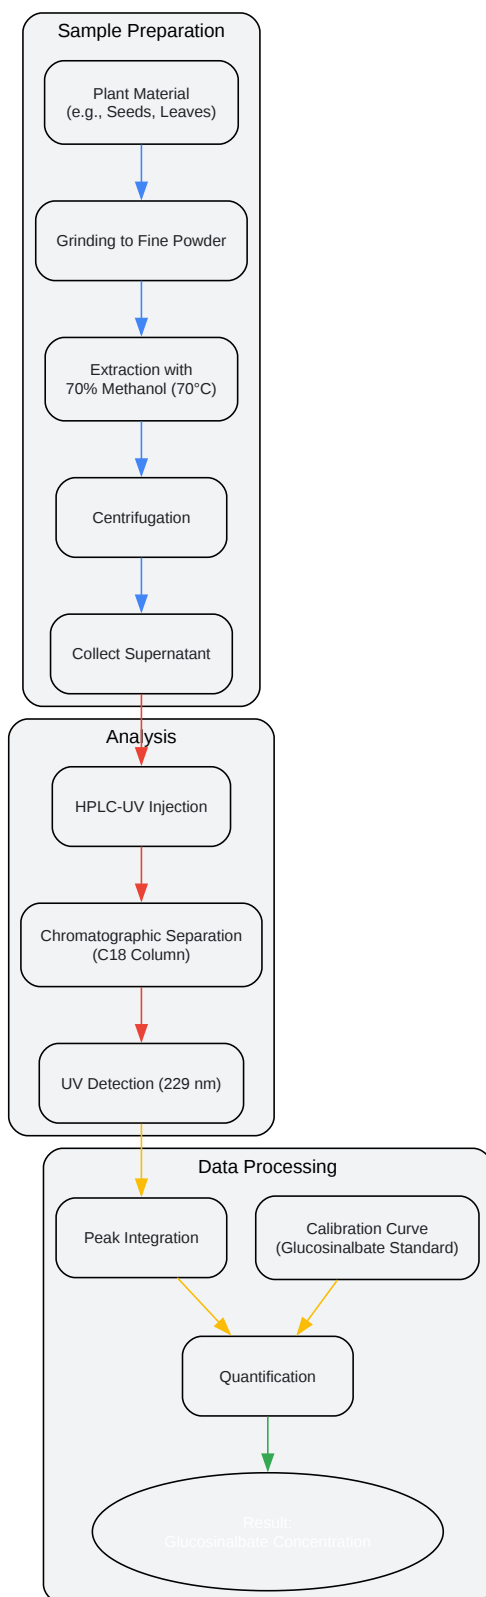 Sample Preparation
Plant Material
(e.g., Seeds, Leaves)
Grinding to Fine Powder
Extraction with
70% Methanol (70°C)
Centrifugation
Collect Supernatant
Analysis
HPLC-UV Injection
Chromatographic Separation
(C18 Column)
UV Detection (229 nm)
Data Processing
Peak Integration
Calibration Curve
(Glucosinalbate Standard)
Quantification
Result:
Glucosinalbate Concentration